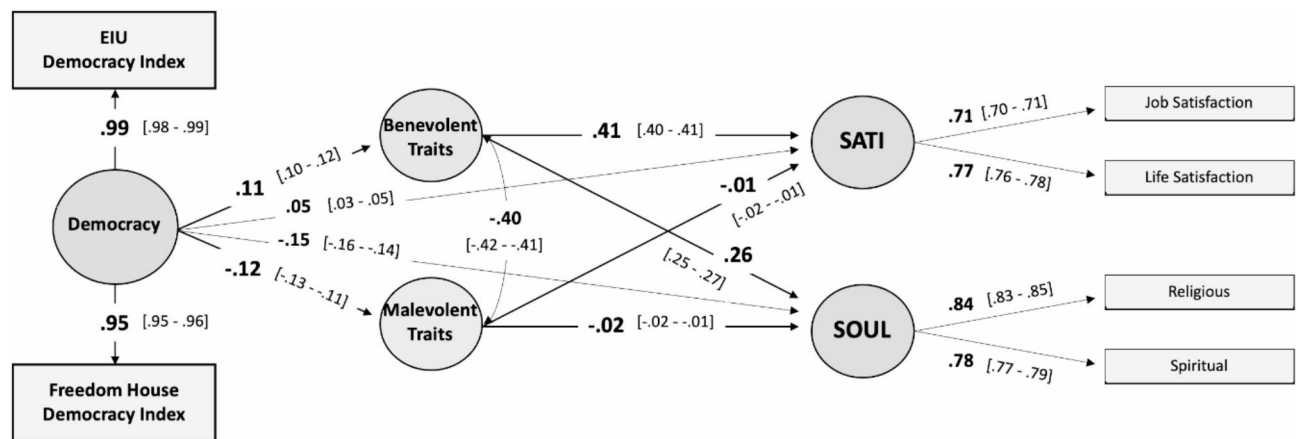 EIU
Democracy Index
.99 [.98 - .99]
Democracy
.95 [.95 - .96]
Freedom House
Democracy Index
.11 [.10 - .12]
.05 [.03 - .05]
-.15 [-.16 - -.14]
-.12 [-.13 - -.11]
Benevolent
Traits
-.40
[-.42 - -.41]
Malevolent
Traits
.41 [.40 - .41]
-.01
[-.02 - -.01]
.26
[.25 - .27]
-.02 [-.02 - -.01]
SATI
.71 [.70 - .71]
.77 [.76 - .78]
Job Satisfaction
Life Satisfaction
SOUL
.84 [.83 - .85]
.78 [.77 - .79]
Religious
Spiritual